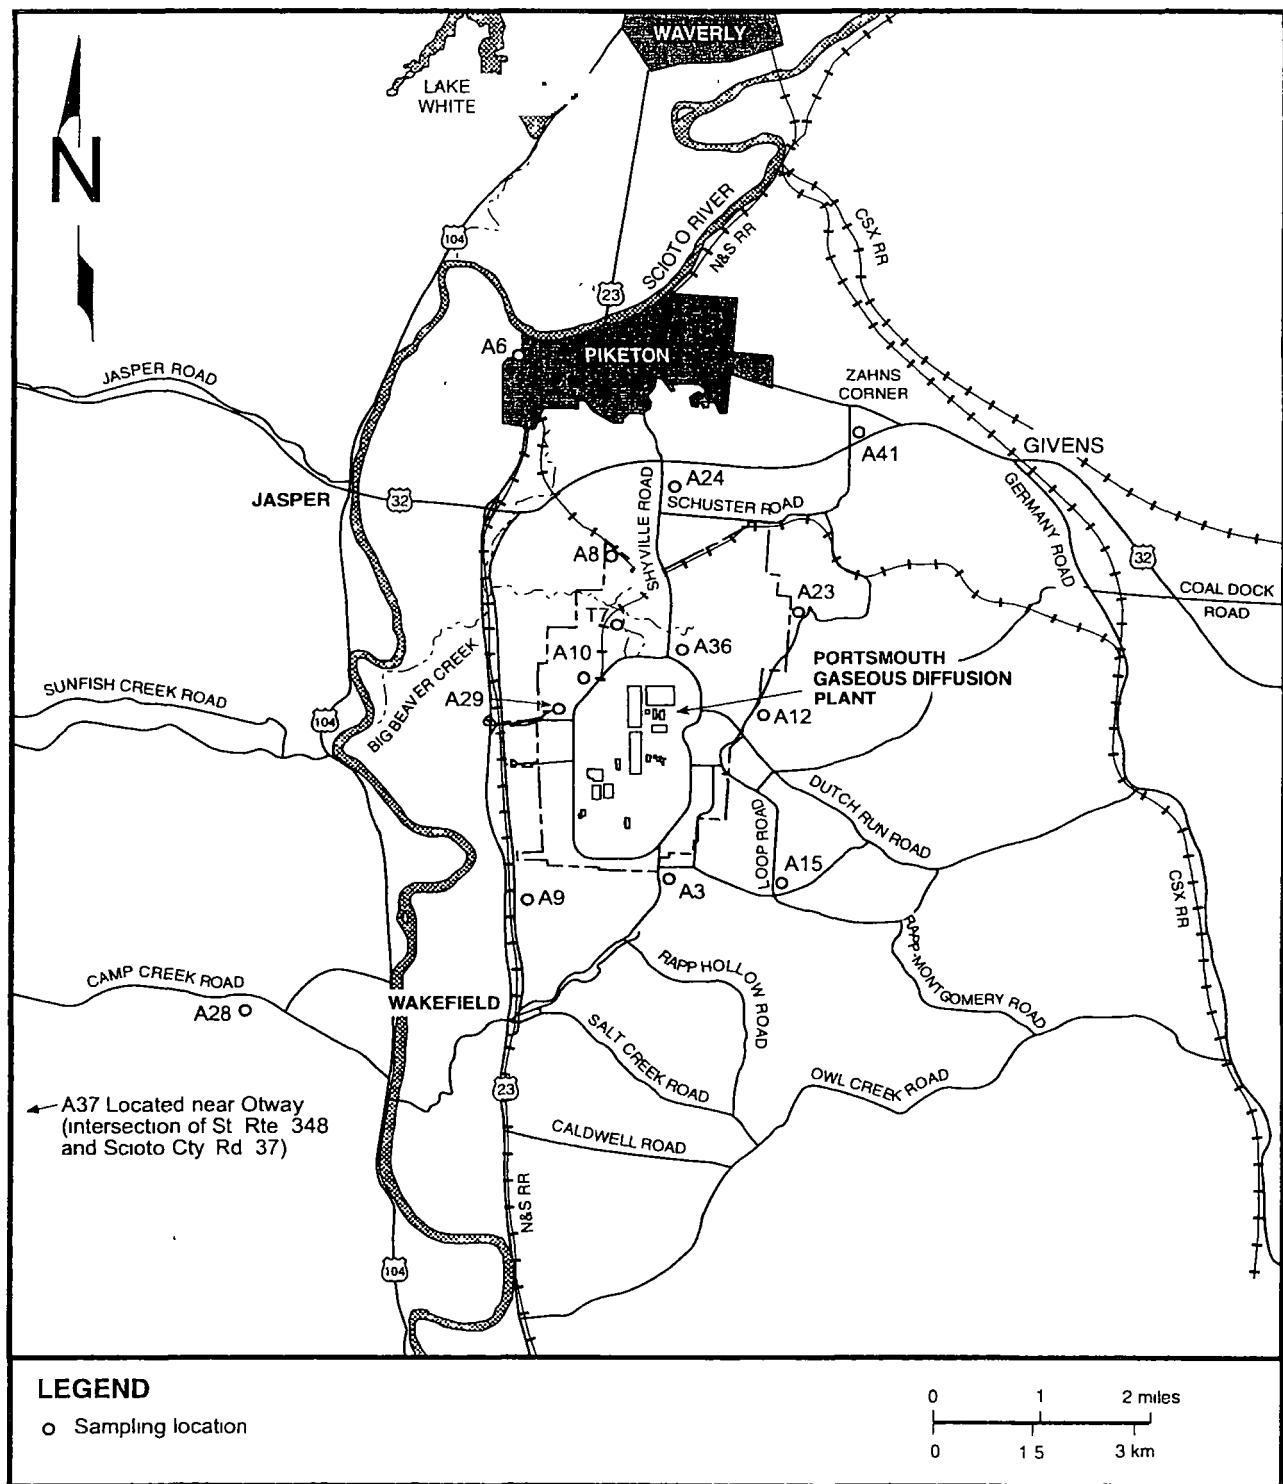 WAVERLY
LAKE
WHITE
N
104
SCIOTO RIVER
N&S RR
CSX RR
23
A6
PIKETON
JASPER ROAD
ZAHNS
CORNER
A41
GIVENS
A24
JASPER
32
SCHUSTER ROAD
SHYVILLE ROAD
GERMANY ROAD
A8
32
COAL DOCK
ROAD
A23
T7
A36
A10
PORTSMOUTH
GASEOUS DIFFUSION
PLANT
SUNFISH CREEK ROAD
BIG BEAVER CREEK
A29
104
A12
DUTCH RUN ROAD
LOOP ROAD
A15
A3
A9
CSX RR
RAPP-MONTGOMERY ROAD
RAPP HOLLOW ROAD
CAMP CREEK ROAD
A28
WAKEFIELD
SALT CREEK ROAD
OWL CREEK ROAD
23
A37 Located near Otway
(intersection of St Rte 348
and Scioto Cty Rd 37)
CALDWELL ROAD
N&S RR
104
LEGEND
Sampling location
0 1 2 miles
0 1 5 3 km